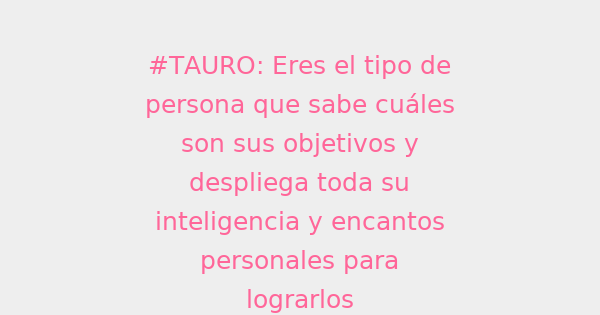 #TAURO: Eres el tipo de
persona que sabe cuáles
son sus objetivos y
despliega toda su
inteligencia y encantos
personales para
lograrlos